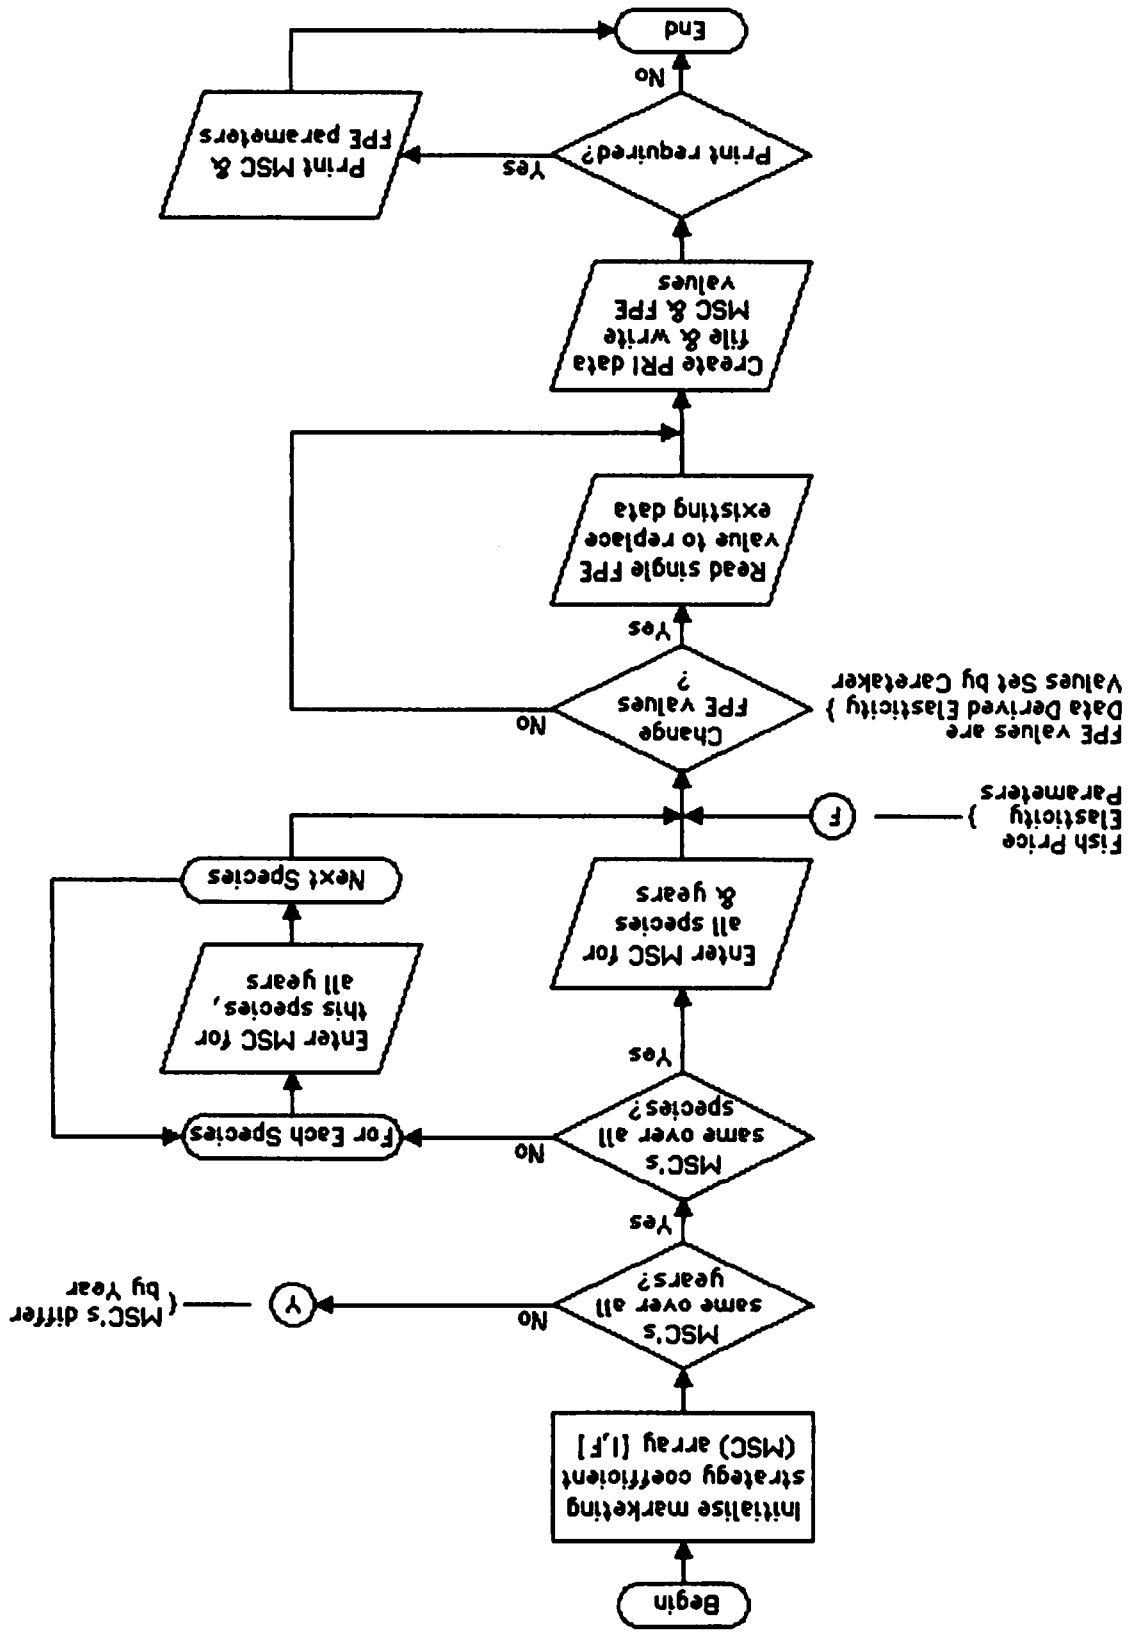 Begin
Initialise marketing
strategy coefficient
(MSC) array [I,F]
MSC's
same over all
years?
No
Y
MSC's differ
by Year
Yes
MSC's
same over all
species?
No
For Each Species
Enter MSC for
this species,
all years
Next Species
Yes
Enter MSC for
all species
& years
Fish Price
Elasticity
Parameters
F
FPE values are
Data Derived Elasticity
Values Set by Caretaker
Change
FPE values
?
No
Yes
Read single FPE
value to replace
existing data
Create PRI data
file & write
MSC & FPE
values
Print required?
Yes
Print MSC &
FPE parameters
No
End